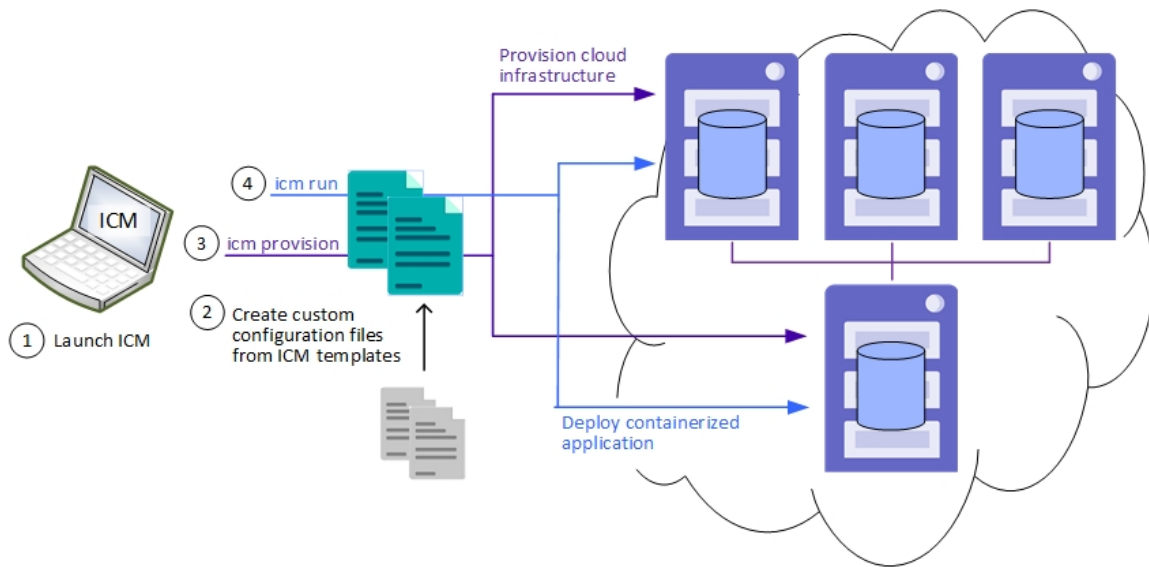 Provision cloud
infrastructure
4 icm run
ICM
3 icm provision
2 Create custom
configuration files
from ICM templates
1 Launch ICM
Deploy containerized
application